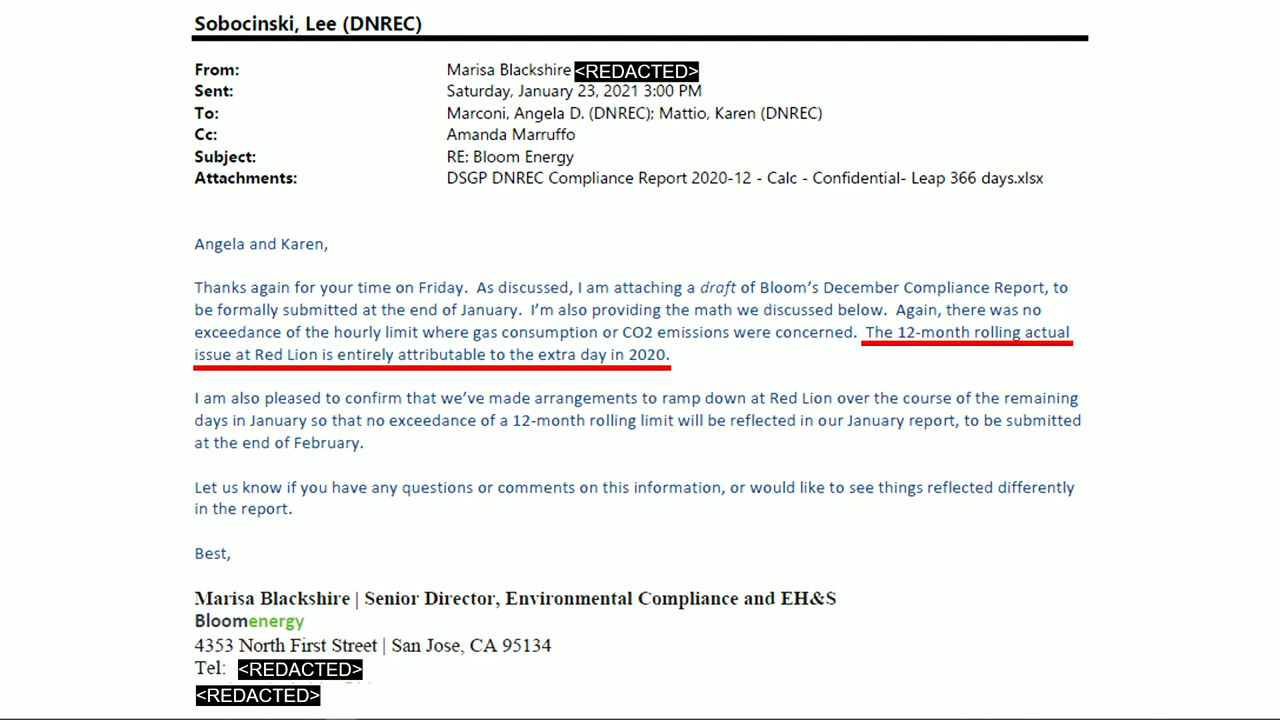 Sobocinski, Lee (DNREC)
From: Marisa Blackshire <REDACTED>
Sent: Saturday, January 23, 2021 3:00 PM
To: Marconi, Angela D. (DNREC); Mattio, Karen (DNREC)
Cc: Amanda Marruffo
Subject: RE: Bloom Energy
Attachments: DSGP DNREC Compliance Report 2020-12 - Calc - Confidential- Leap 366 days.xlsx
Angela and Karen,
Thanks again for your time on Friday.  As discussed, I am attaching a draft of Bloom’s December Compliance Report, to
be formally submitted at the end of January.  I’m also providing the math we discussed below.  Again, there was no
exceedance of the hourly limit where gas consumption or CO2 emissions were concerned.  The 12-month rolling actual
issue at Red Lion is entirely attributable to the extra day in 2020.
I am also pleased to confirm that we’ve made arrangements to ramp down at Red Lion over the course of the remaining
days in January so that no exceedance of a 12-month rolling limit will be reflected in our January report, to be submitted
at the end of February.
Let us know if you have any questions or comments on this information, or would like to see things reflected differently
in the report.
Best,
Marisa Blackshire | Senior Director, Environmental Compliance and EH&S
Bloomenergy
4353 North First Street | San Jose, CA 95134
Tel: <REDACTED>
<REDACTED>